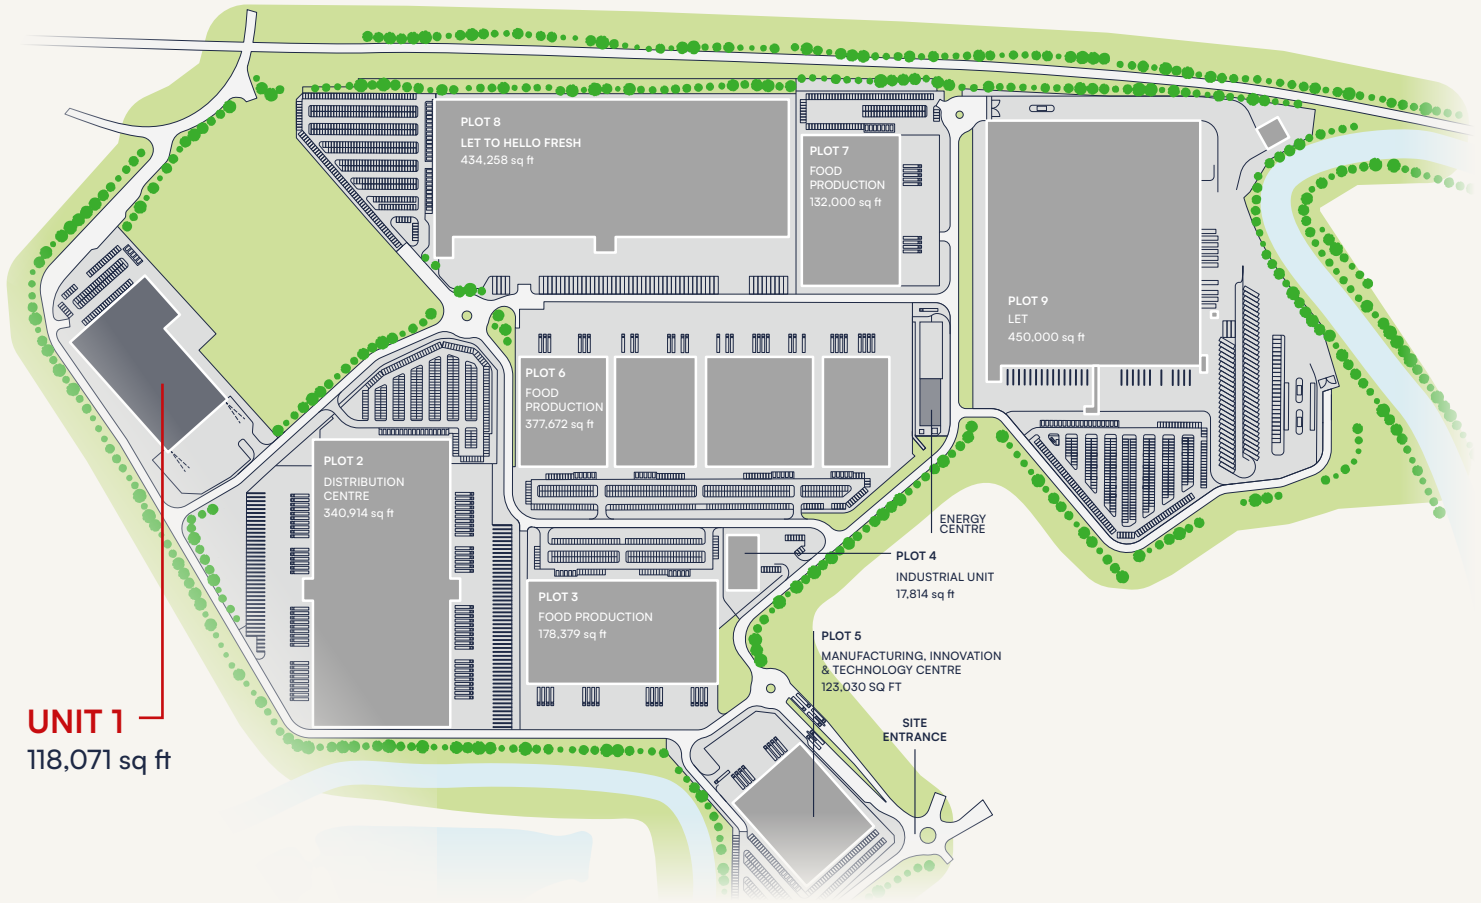 PLOT 8
LET TO HELLO FRESH
434,258 sq ft
PLOT 7
FOOD
PRODUCTION
132,000 sq ft
PLOT 9
LET
450,000 sq ft
PLOT 6
FOOD
PRODUCTION
377,672 sq ft
PLOT 2
DISTRIBUTION
CENTRE
340,914 sq ft
ENERGY
CENTRE
PLOT 4
INDUSTRIAL UNIT
17,814 sq ft
PLOT 3
FOOD PRODUCTION
178,379 sq ft
PLOT 5
MANUFACTURING, INNOVATION
& TECHNOLOGY CENTRE
123,030 SQ FT
UNIT 1
118,071 sq ft
SITE
ENTRANCE